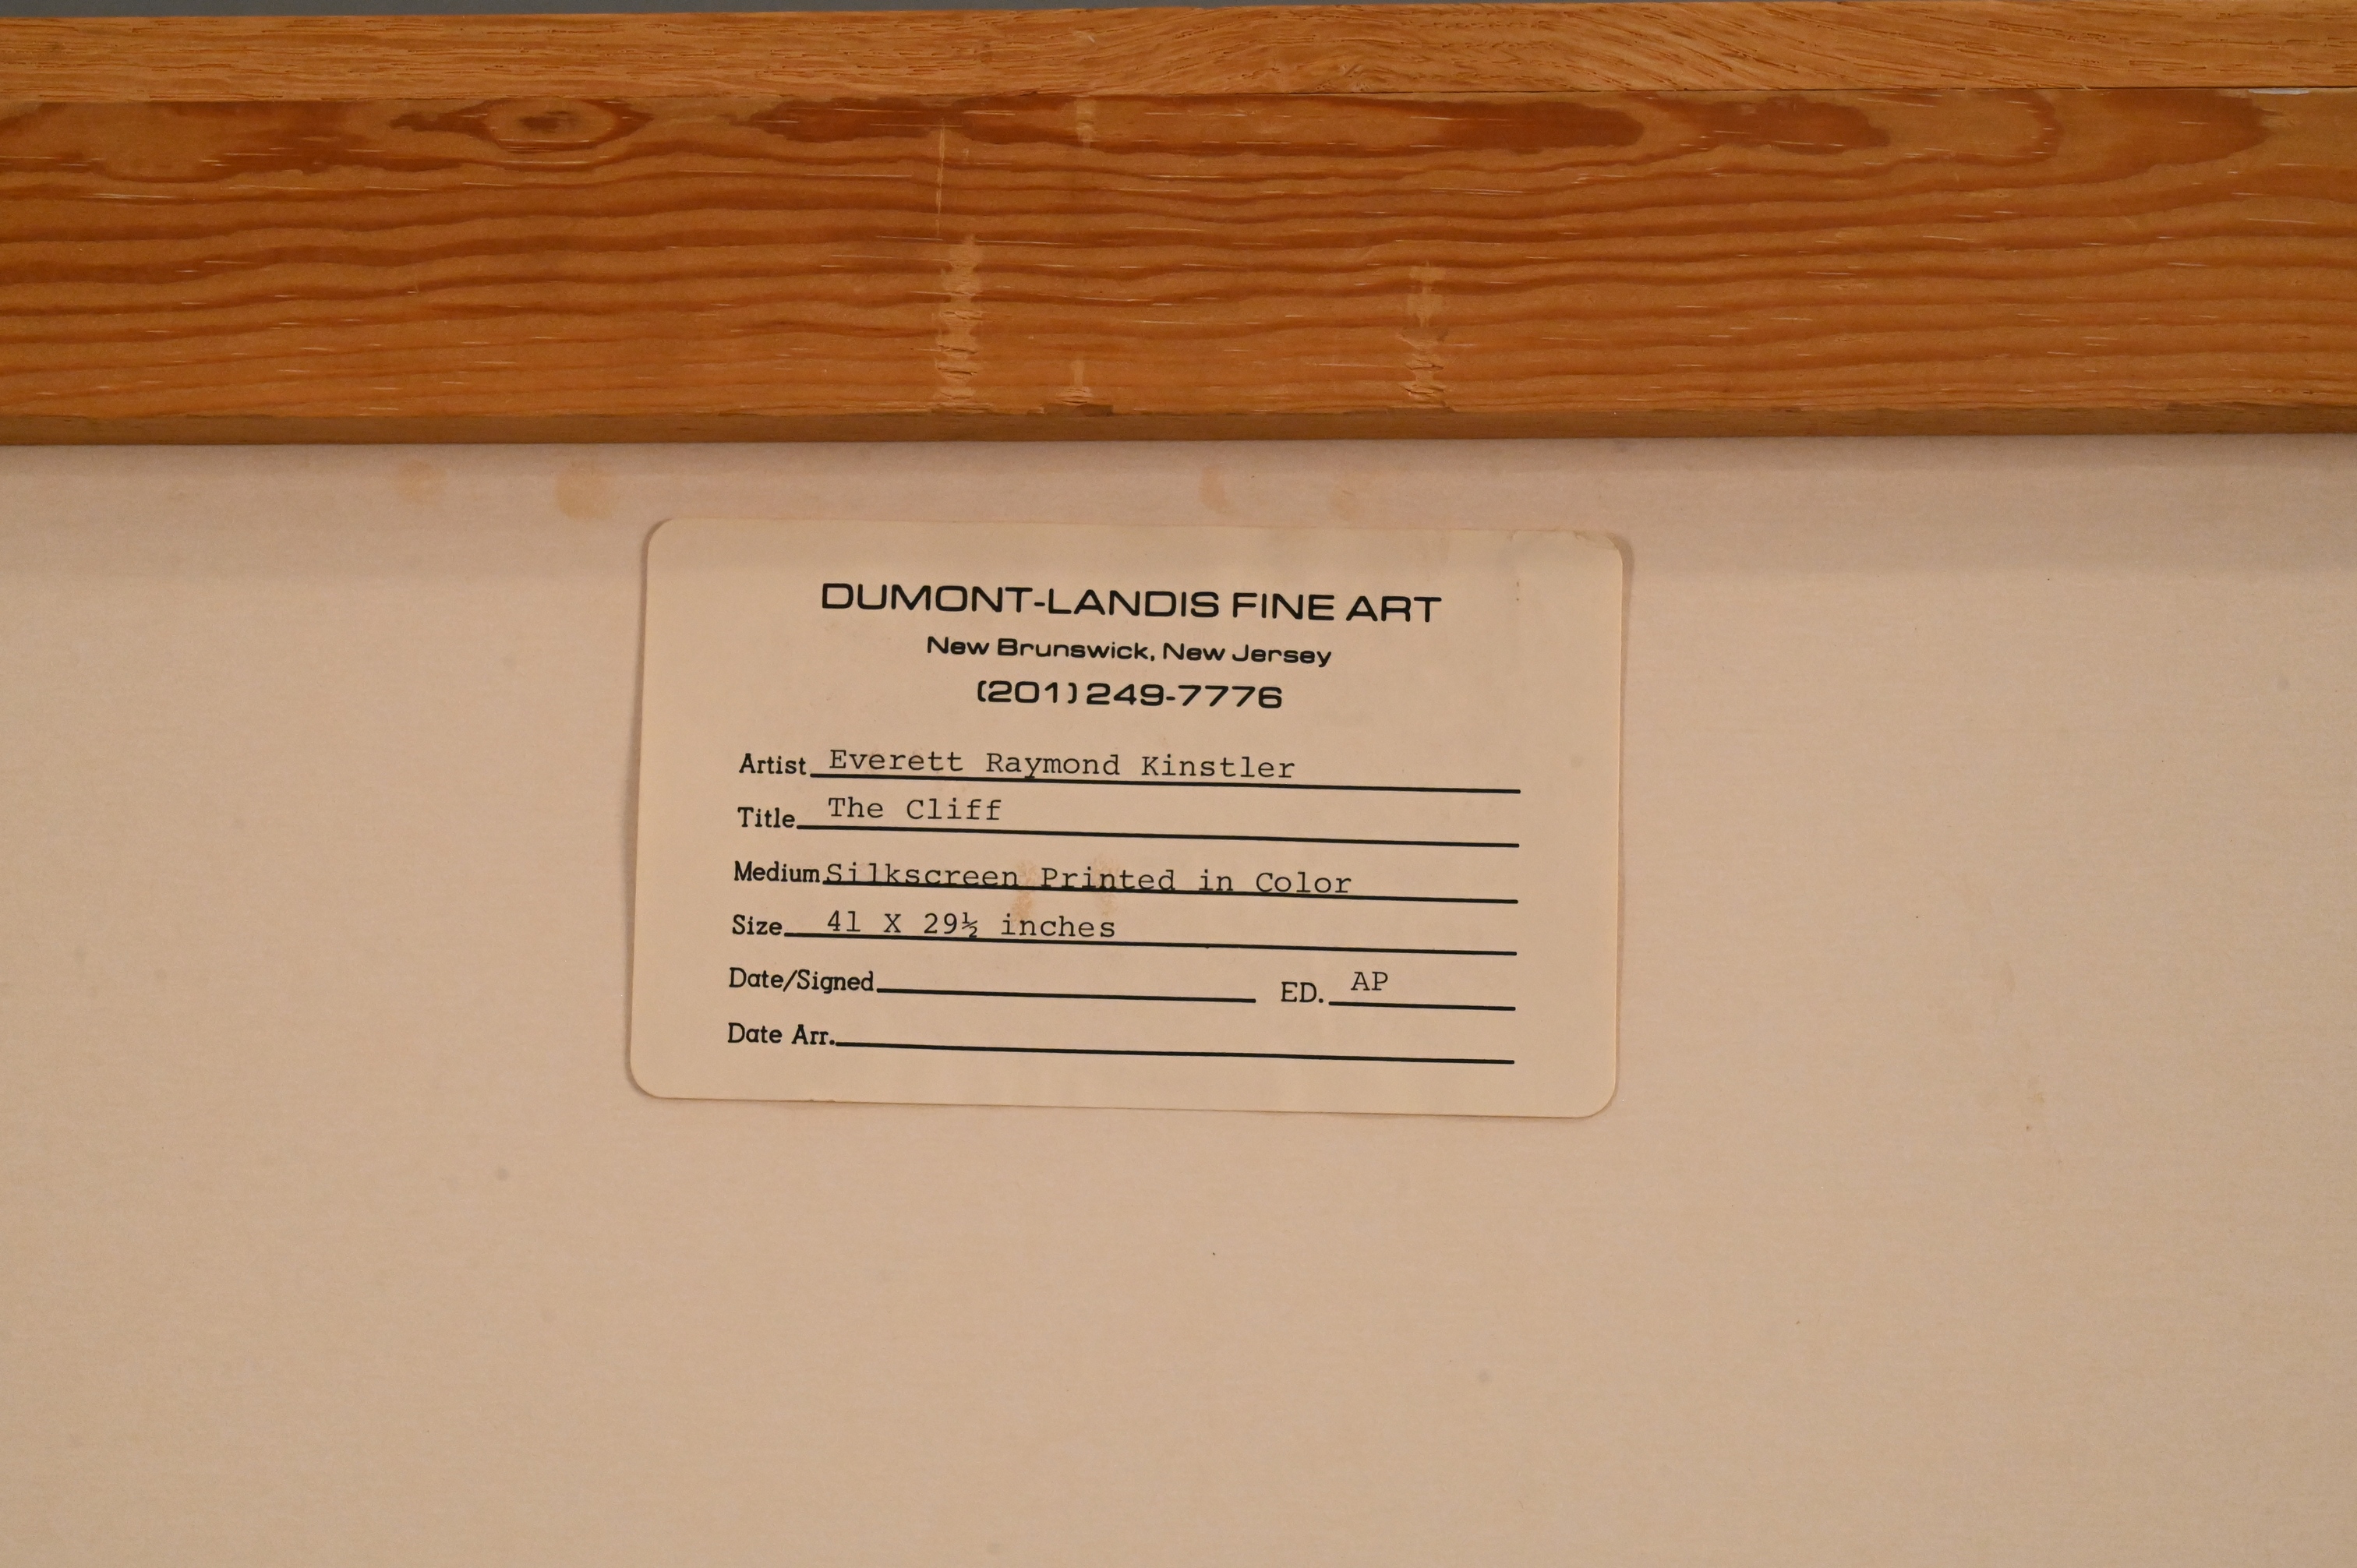 DUMONT-LANDIS FINE ART
New Brunswick, New Jersey
(201) 249-7776
Artist Everett Raymond Kinstler
Title The Cliff
Medium Silkscreen Printed in Color
Size 41 X 29½ inches
Date/Signed ED. AP
Date Arr.